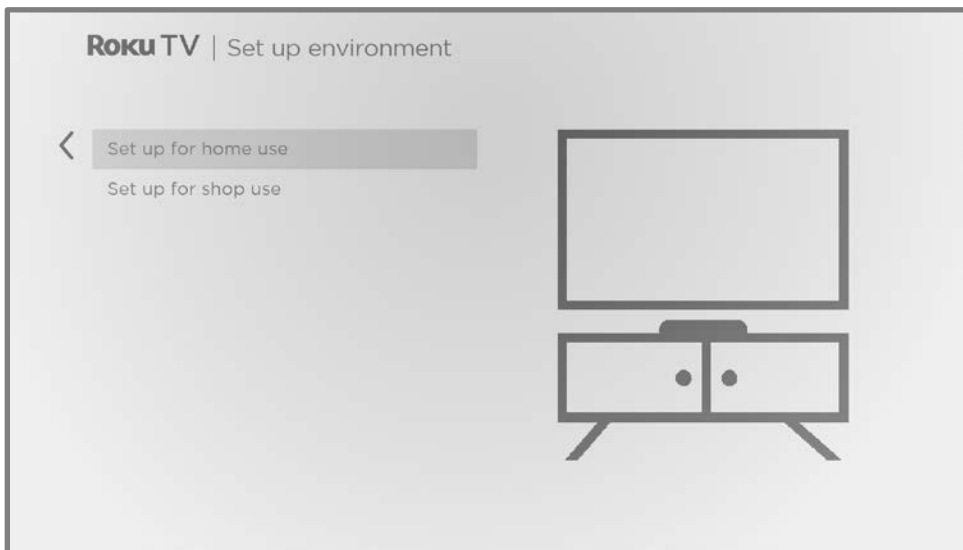 Roku TV | Set up environment
Set up for home use
Set up for shop use